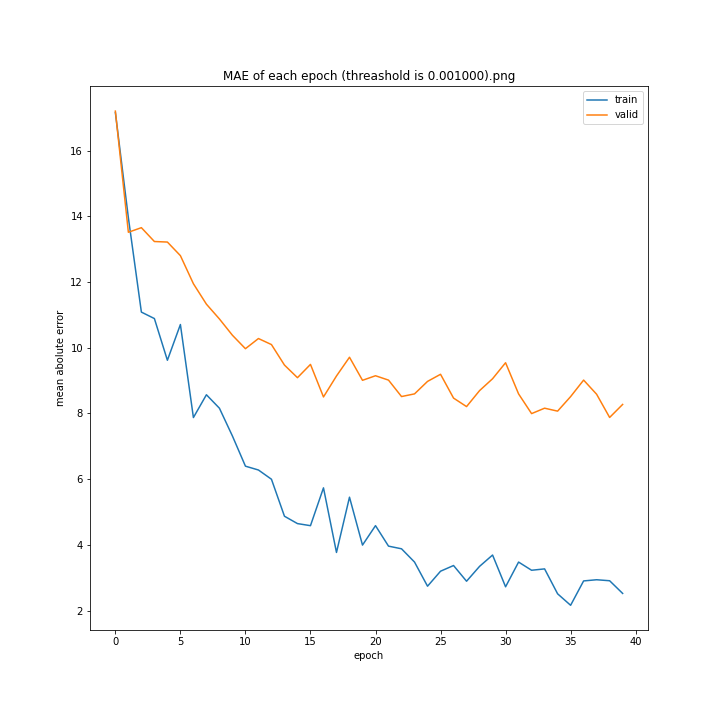 MAE of each epoch (threashold is 0.001000).png
train
valid
16
14
12
10
8
6
4
2
mean abolute error
0 5 10 15 20 25 30 35 40
epoch